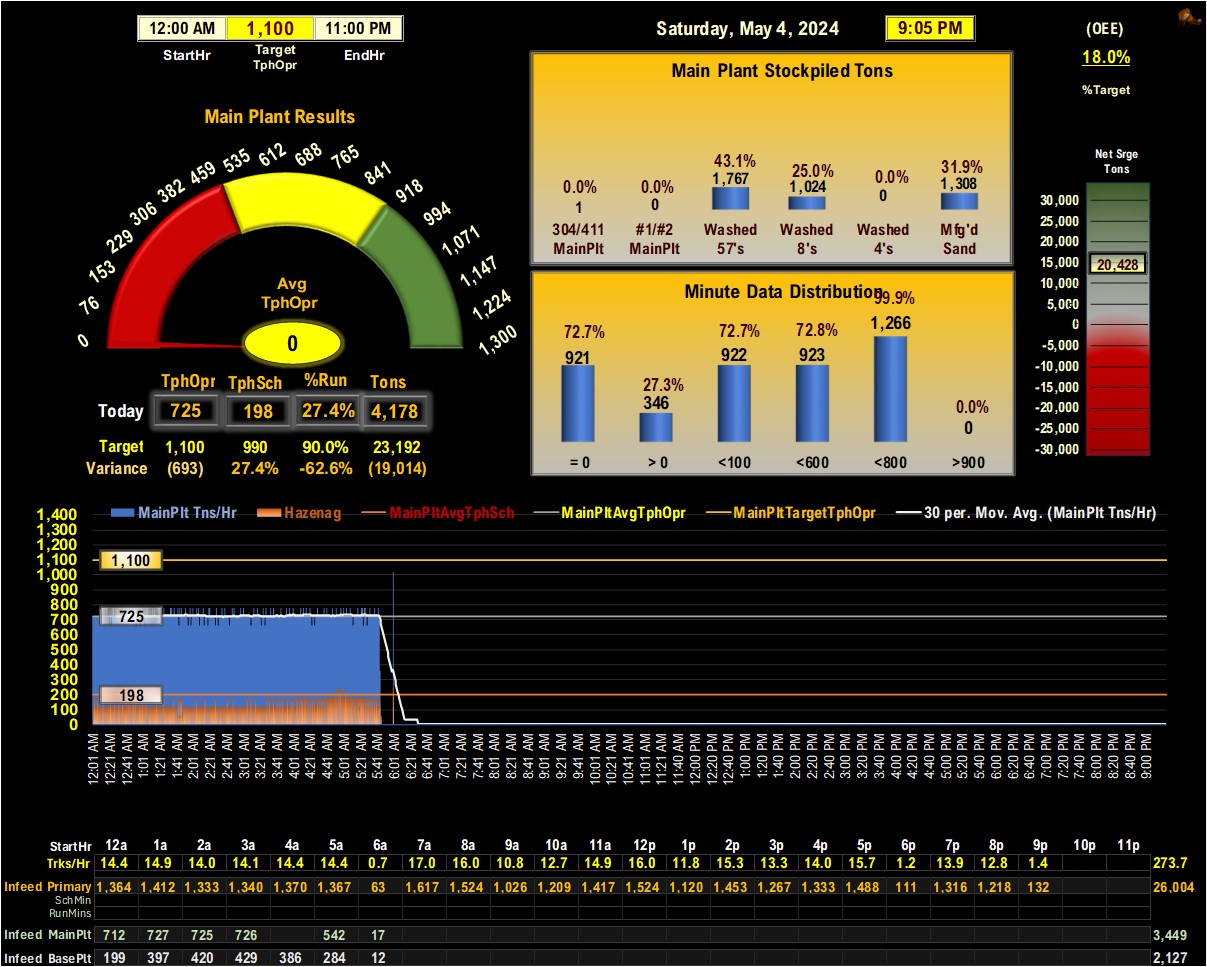 12:00 AM 1,100 11:00 PM
StartHr Target TphOpr EndHr
Saturday, May 4, 2024 9:05 PM
(OEE)
18.0%
%Target
Main Plant Results
0 76 153 229 306 382 459 535 612 688 765 841 918 994 1,071 1,147 1,224 1,300
Avg
TphOpr
0
TphOpr TphSch %Run Tons
Today 725 198 27.4% 4,178
Target 1,100 990 90.0% 23,192
Variance (693) 27.4% -62.6% (19,014)
Main Plant Stockpiled Tons
0.0% 0.0% 43.1% 25.0% 0.0% 31.9%
1 0 1,767 1,024 0 1,308
304/411 #1/#2 Washed Washed Washed Mfg'd
MainPlt MainPlt 57's 8's 4's Sand
Minute Data Distribution
72.7% 27.3% 72.7% 72.8% 99.9% 0.0%
921 346 922 923 1,266 0
= 0 > 0 <100 <600 <800 >900
Net Srge
Tons
30,000
25,000
20,000
15,000
20,428
10,000
5,000
0
-5,000
-10,000
-15,000
-20,000
-25,000
-30,000
MainPlt Tns/Hr Hazenag MainPltAvgTphSch MainPltAvgTphOpr MainPltTargetTphOpr 30 per. Mov. Avg. (MainPlt Tns/Hr)
1,400
1,300
1,200
1,100
1,000
900
800
700
600
500
400
300
200
100
0
1,100
725
198
12:01 AM 12:21 AM 12:41 AM 1:01 AM 1:21 AM 1:41 AM 2:01 AM 2:21 AM 2:41 AM 3:01 AM 3:21 AM 3:41 AM 4:01 AM 4:21 AM 4:41 AM 5:01 AM 5:21 AM 5:41 AM 6:01 AM 6:21 AM 6:41 AM 7:01 AM 7:21 AM 7:41 AM 8:01 AM 8:21 AM 8:41 AM 9:01 AM 9:21 AM 9:41 AM 10:01 AM 10:21 AM 10:41 AM 11:01 AM 11:21 AM 11:40 AM 12:00 PM 12:20 PM 12:40 PM 1:00 PM 1:20 PM 1:40 PM 2:00 PM 2:20 PM 2:40 PM 3:00 PM 3:20 PM 3:40 PM 4:00 PM 4:20 PM 4:40 PM 5:00 PM 5:20 PM 5:40 PM 6:00 PM 6:20 PM 6:40 PM 7:00 PM 7:20 PM 7:40 PM 8:00 PM 8:20 PM 8:40 PM 9:00 PM
StartHr 12a 1a 2a 3a 4a 5a 6a 7a 8a 9a 10a 11a 12p 1p 2p 3p 4p 5p 6p 7p 8p 9p 10p 11p
Trks/Hr 14.4 14.9 14.0 14.1 14.4 14.4 0.7 17.0 16.0 10.8 12.7 14.9 16.0 11.8 15.3 13.3 14.0 15.7 1.2 13.9 12.8 1.4 273.7
Infeed Primary 1,364 1,412 1,333 1,340 1,370 1,367 63 1,617 1,524 1,026 1,209 1,417 1,524 1,120 1,453 1,267 1,333 1,488 111 1,316 1,218 132 26,004
SchMin
RunMins
Infeed MainPlt 712 727 725 726 542 17 3,449
Infeed BasePlt 199 397 420 429 386 284 12 2,127